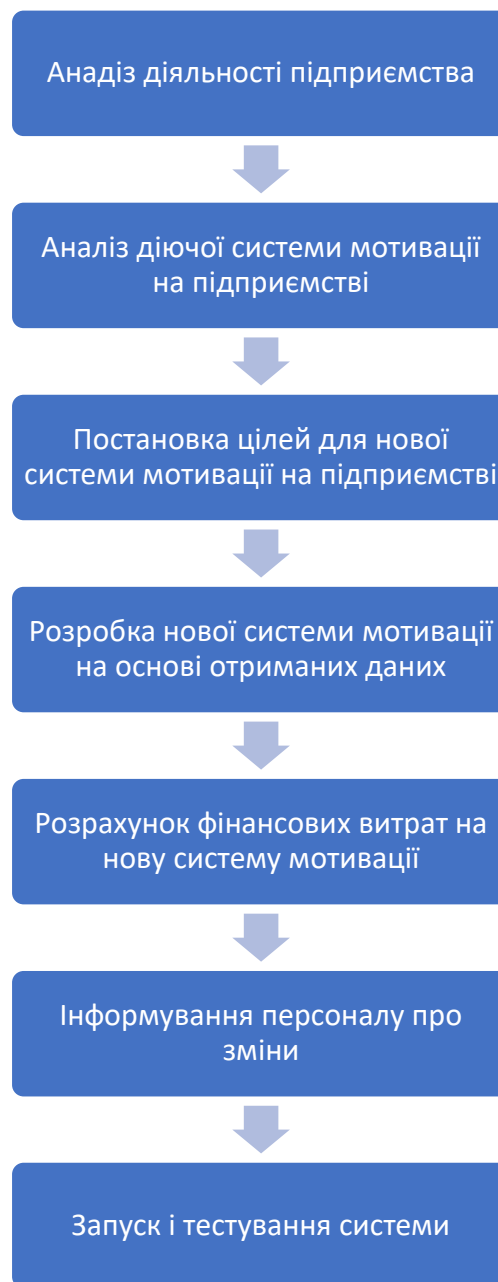 Анадіз діяльності підприємства
Аналіз діючої системи мотивації
на підприємстві
Постановка цілей для нової
системи мотивації на підприємстві
Розробка нової системи мотивації
на основі отриманих даних
Розрахунок фінансових витрат на
нову систему мотивації
Інформування персоналу про
зміни
Запуск і тестування системи